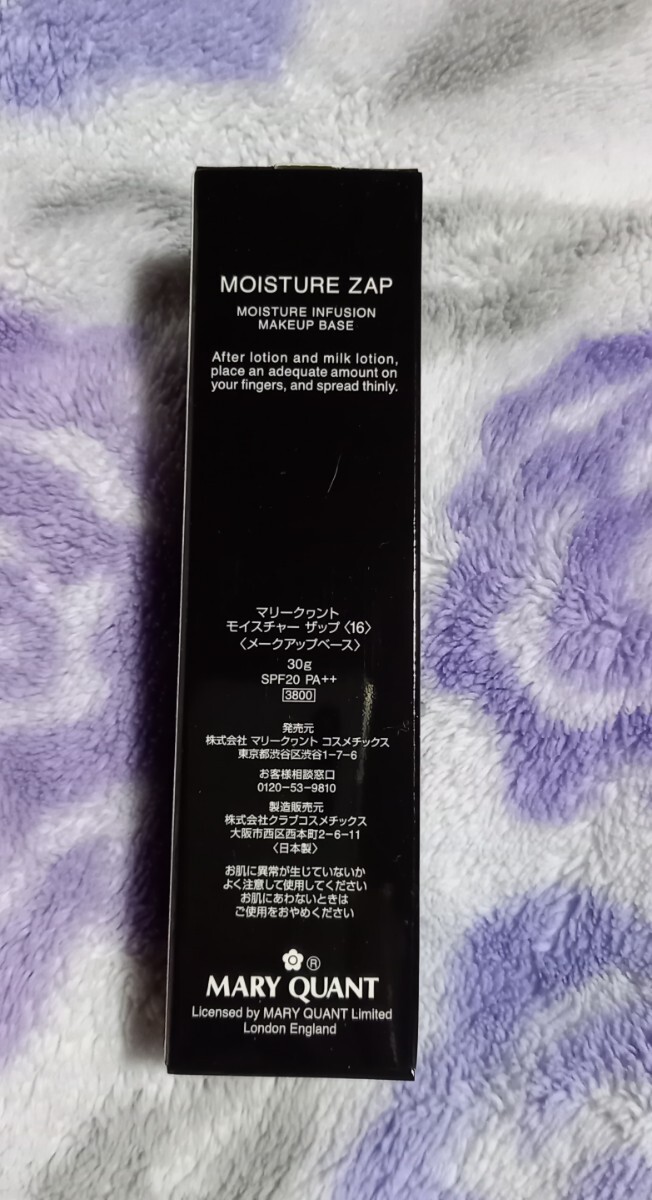 MOISTURE ZAP
MOISTURE INFUSION
MAKEUP BASE
After lotion and milk lotion,
place an adequate amount on
your fingers, and spread thinly.
マリークヮント
モイスチャー ザップ〈16〉
〈メークアップベース〉
30g
SPF20 PA++
3800
発売元
株式会社 マリークヮント コスメチックス
東京都渋谷区渋谷1-7-6
お客様相談窓口
0120-53-9810
製造販売元
株式会社クラブコスメチックス
大阪市西区西本町2-6-11
〈日本製〉
お肌に異常が生じていないか
よく注意して使用してください
お肌にあわないときは
ご使用をおやめください
®
MARY QUANT
Licensed by MARY QUANT Limited
London England